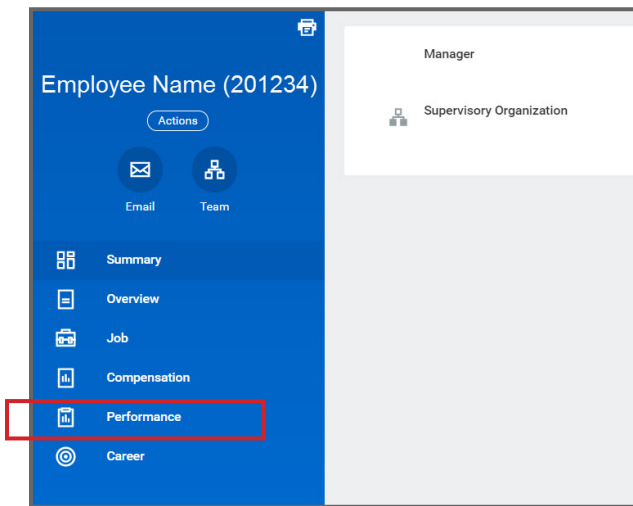 Employee Name (201234)
Actions
Email
Team
Summary
Overview
Job
Compensation
Performance
Career
Manager
Supervisory Organization